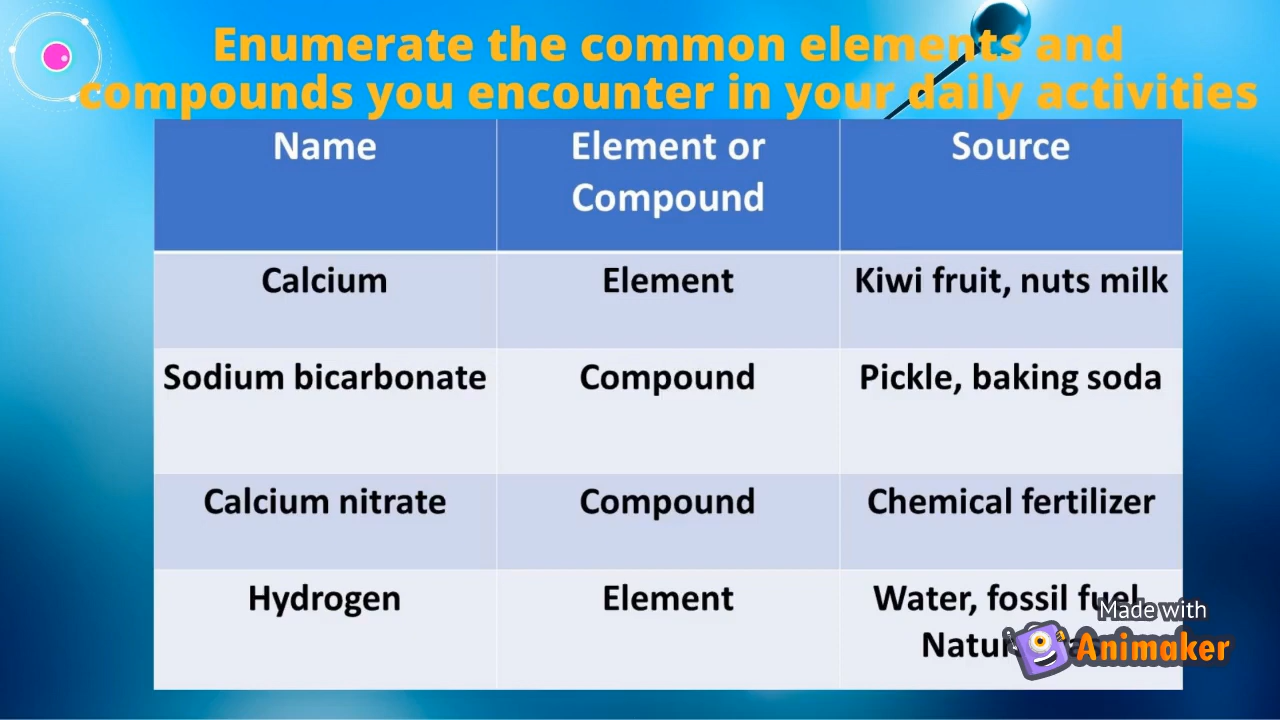 Enumerate the common elements and
compounds you encounter in your daily activities
Name
Element or
Compound
Source
Calcium
Element
Kiwi fruit, nuts milk
Sodium bicarbonate
Compound
Pickle, baking soda
Calcium nitrate
Compound
Chemical fertilizer
Hydrogen
Element
Water, fossil fuel
Made with
Animaker